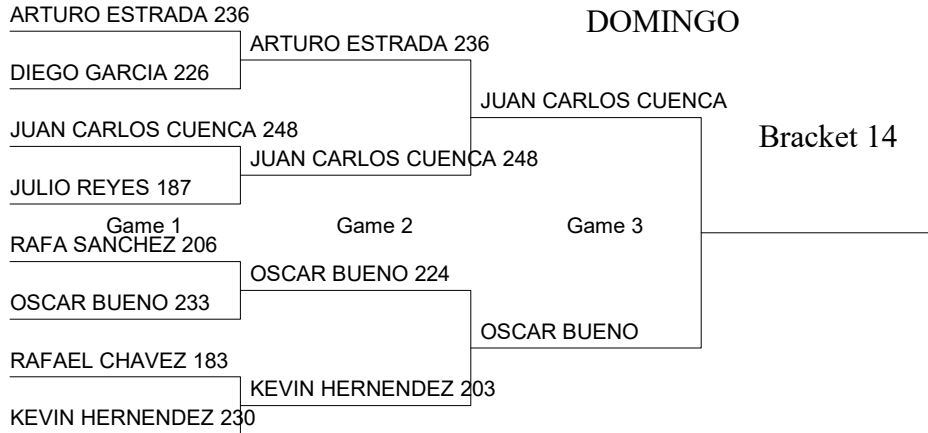 ARTURO ESTRADA 236
DOMINGO
ARTURO ESTRADA 236
DIEGO GARCIA 226
JUAN CARLOS CUENCA
JUAN CARLOS CUENCA 248
Bracket 14
JUAN CARLOS CUENCA 248
JULIO REYES 187
Game 1
Game 2
Game 3
RAFA SANCHEZ 206
OSCAR BUENO 224
OSCAR BUENO 233
OSCAR BUENO
RAFAEL CHAVEZ 183
KEVIN HERNENDEZ 203
KEVIN HERNENDEZ 230